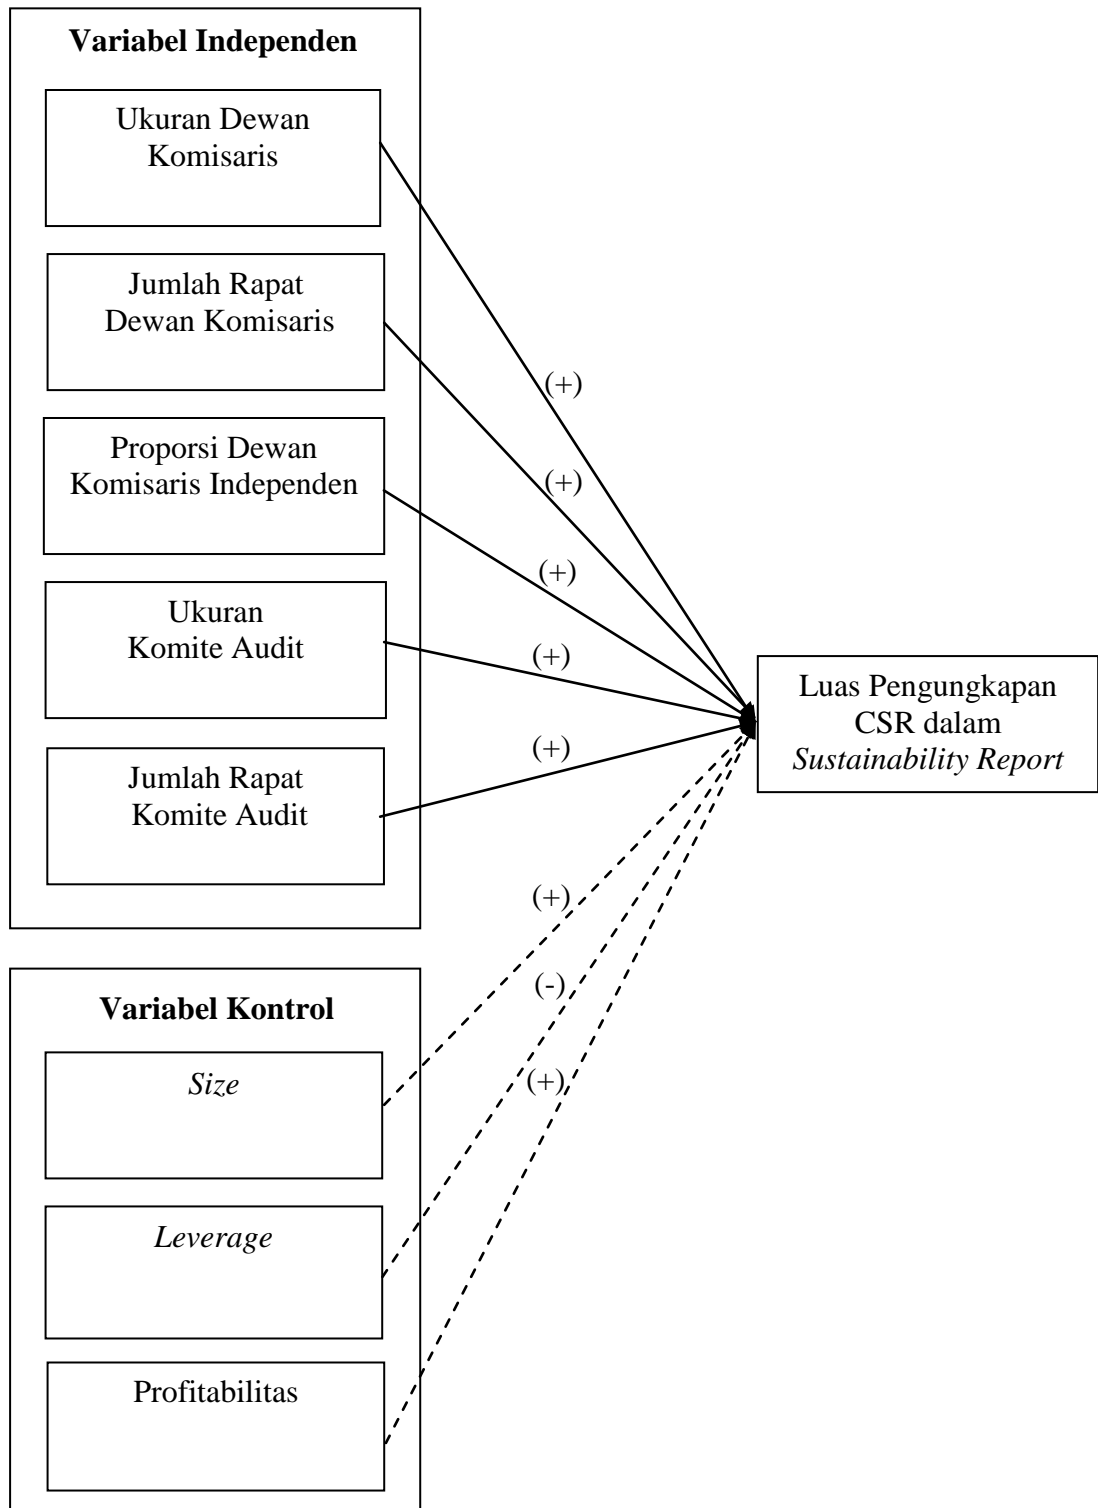 Variabel Independen
Ukuran Dewan
Komisaris
Jumlah Rapat
Dewan Komisaris
(+)
(+)
Proporsi Dewan
Komisaris Independen
(+)
Ukuran
Komite Audit
(+)
Luas Pengungkapan
CSR dalam
Sustainability Report
(+)
Jumlah Rapat
Komite Audit
(+)
(-)
Variabel Kontrol
(+)
Size
Leverage
Profitabilitas